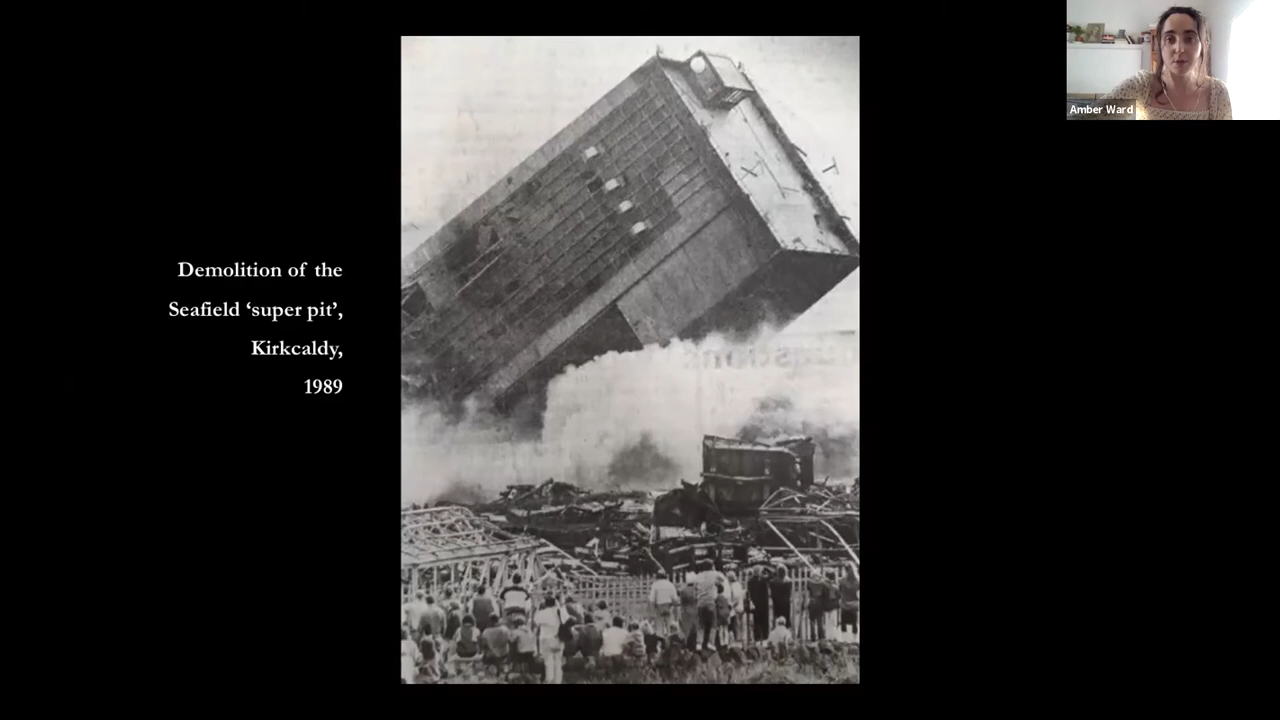 Demolition of the
Seafield ‘super pit’,
Kirkcaldy,
1989
Amber Ward